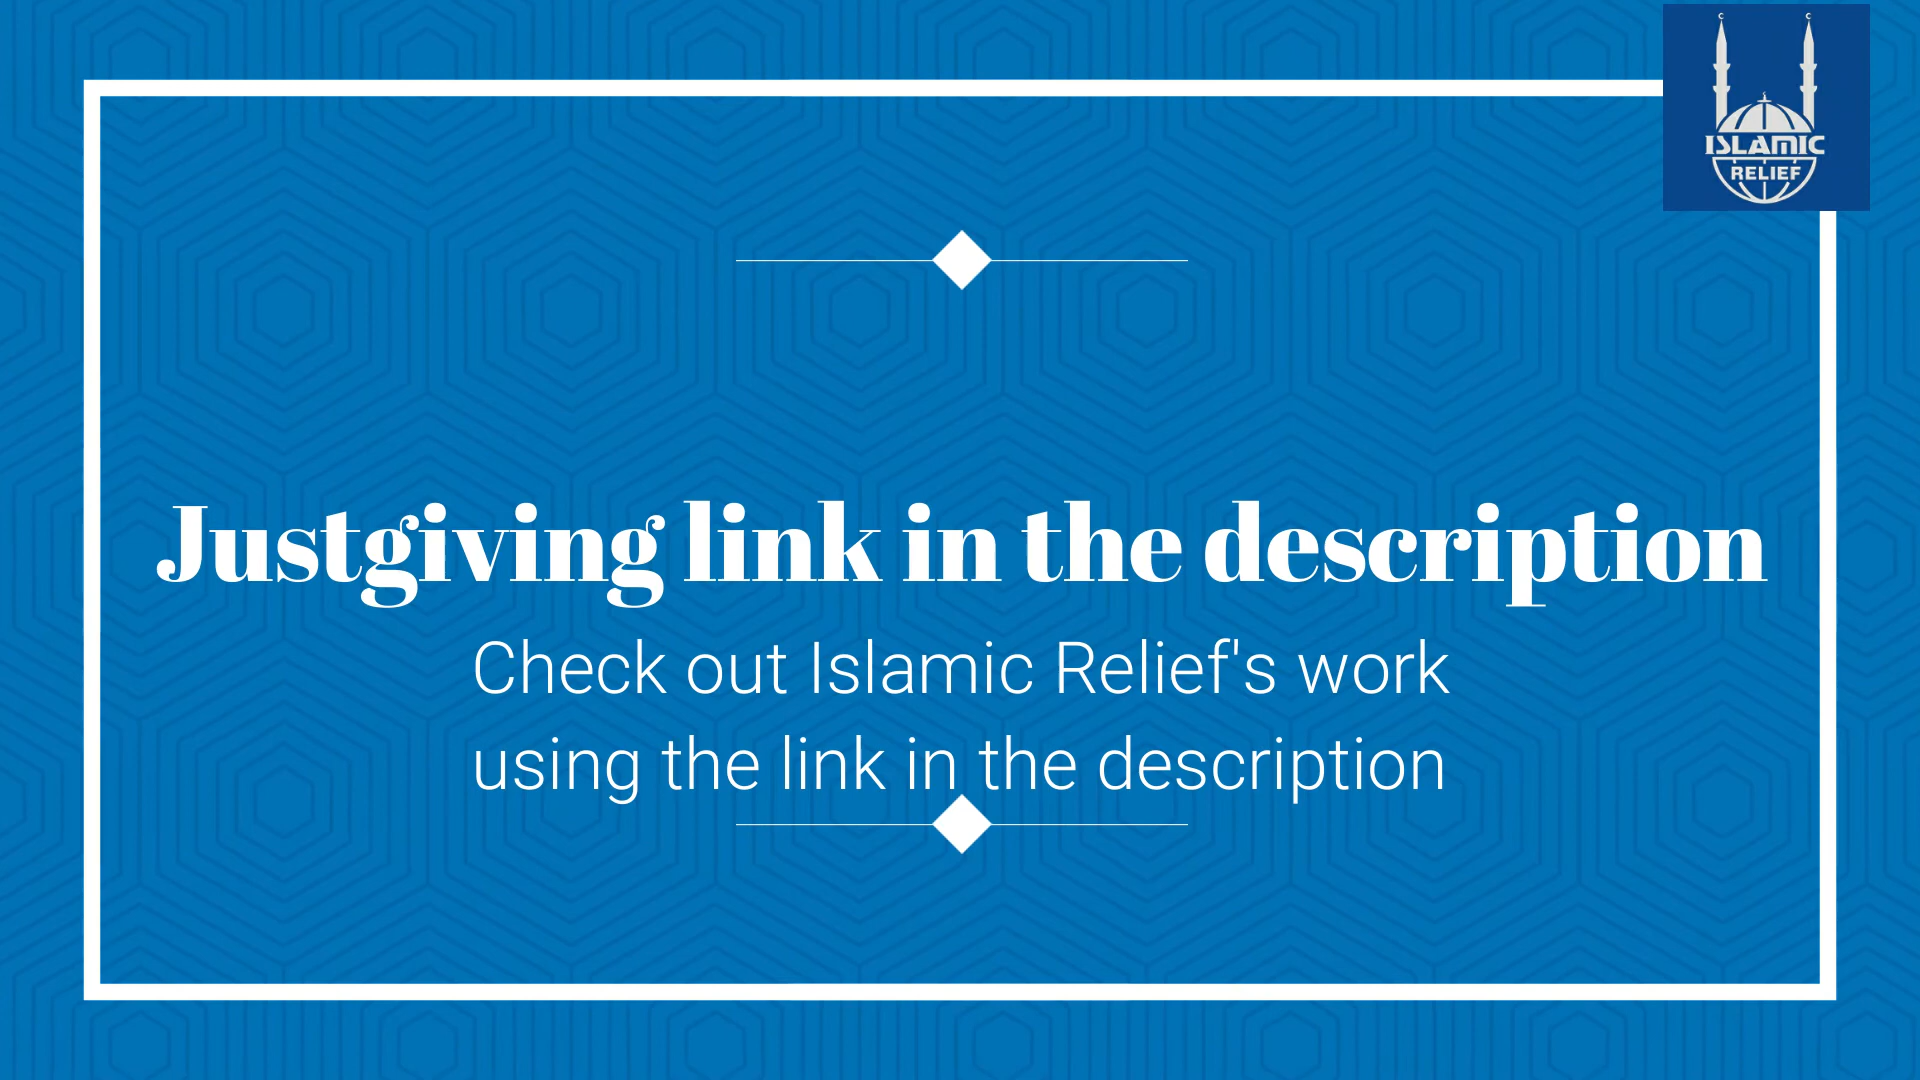 ISLAMIC
RELIEF
Justgiving link in the description
Check out Islamic Relief's work
using the link in the description